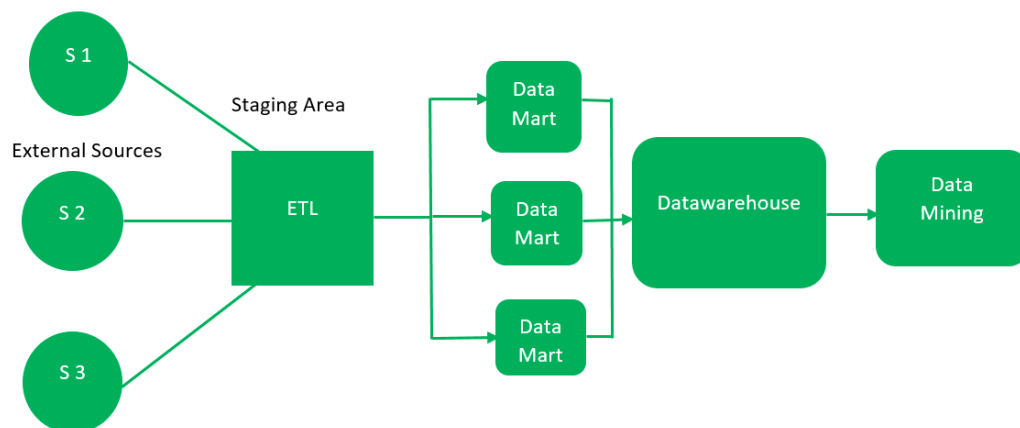 S 1
Staging Area
External Sources
S 2
S 3
ETL
Data
Mart
Data
Mart
Data
Mart
Datawarehouse
Data
Mining